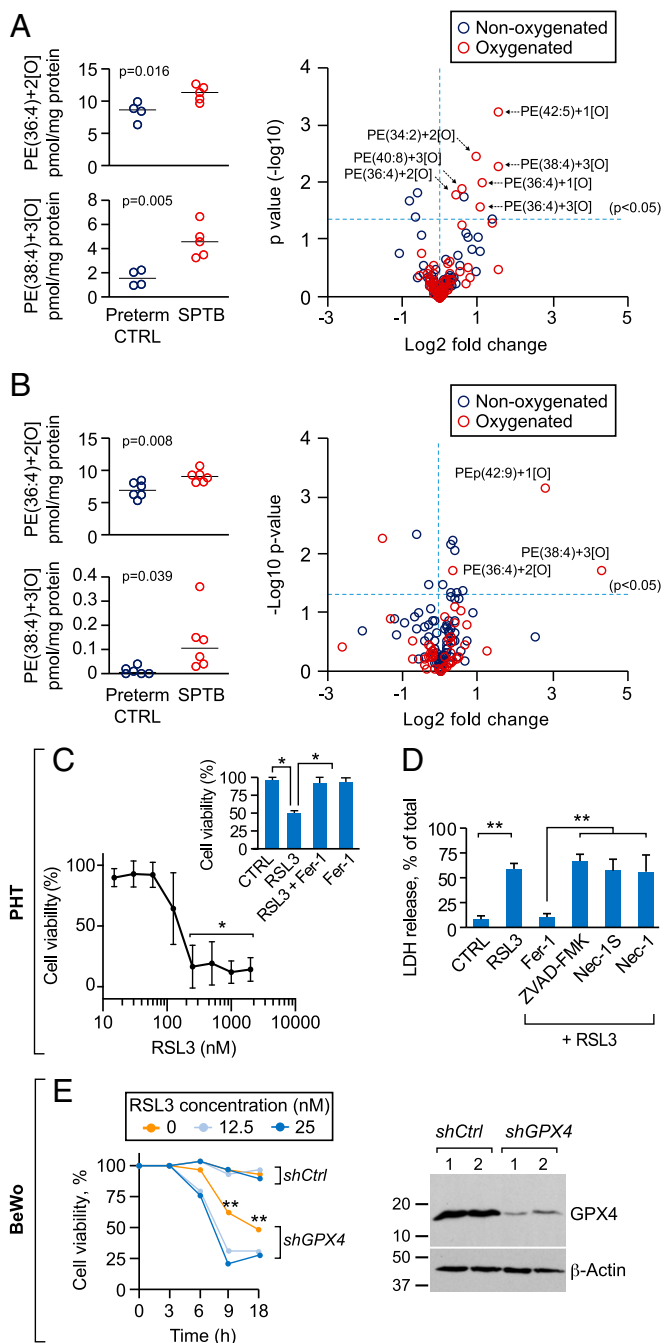 A
PE(36:4)+2[O]
pmol/mg protein
15
10
5
0
p=0.016
PE(38:4)+3[O]
pmol/mg protein
8
6
4
2
0
p=0.005
Preterm
CTRL
SPTB
Non-oxygenated
Oxygenated
p value (-log10)
4
3
2
1
0
PE(42:5)+1[O]
PE(34:2)+2[O]
PE(40:8)+3[O]
PE(38:4)+3[O]
PE(36:4)+2[O]
PE(36:4)+1[O]
PE(36:4)+3[O]
(p<0.05)
-3 -1 1 3 5
Log2 fold change
B
PE(36:4)+2[O]
pmol/mg protein
15
10
5
0
p=0.008
PE(38:4)+3[O]
pmol/mg protein
0.4
0.3
0.2
0.1
0
p=0.039
Preterm
CTRL
SPTB
Non-oxygenated
Oxygenated
-Log10 p-value
4
3
2
1
0
PEp(42:9)+1[O]
PE(38:4)+3[O]
PE(36:4)+2[O]
(p<0.05)
-3 -1 1 3 5
Log2 fold change
PHT
C
Cell viability (%)
100
50
0
*
10 100 1000 10000
RSL3 (nM)
Cell viability (%)
100
75
50
25
0
* *
CTRL
RSL3
RSL3 + Fer-1
Fer-1
D
LDH release, % of total
100
75
50
25
0
** **
CTRL
RSL3
Fer-1
ZVAD-FMK
Nec-1S
Nec-1
+ RSL3
BeWo
E
RSL3 concentration (nM)
0 12.5 25
Cell viability, %
100
75
50
25
0
shCtrl
** **
shGPX4
0 3 6 9 18
Time (h)
shCtrl shGPX4
1 2 1 2
20
10
GPX4
50
37
β-Actin